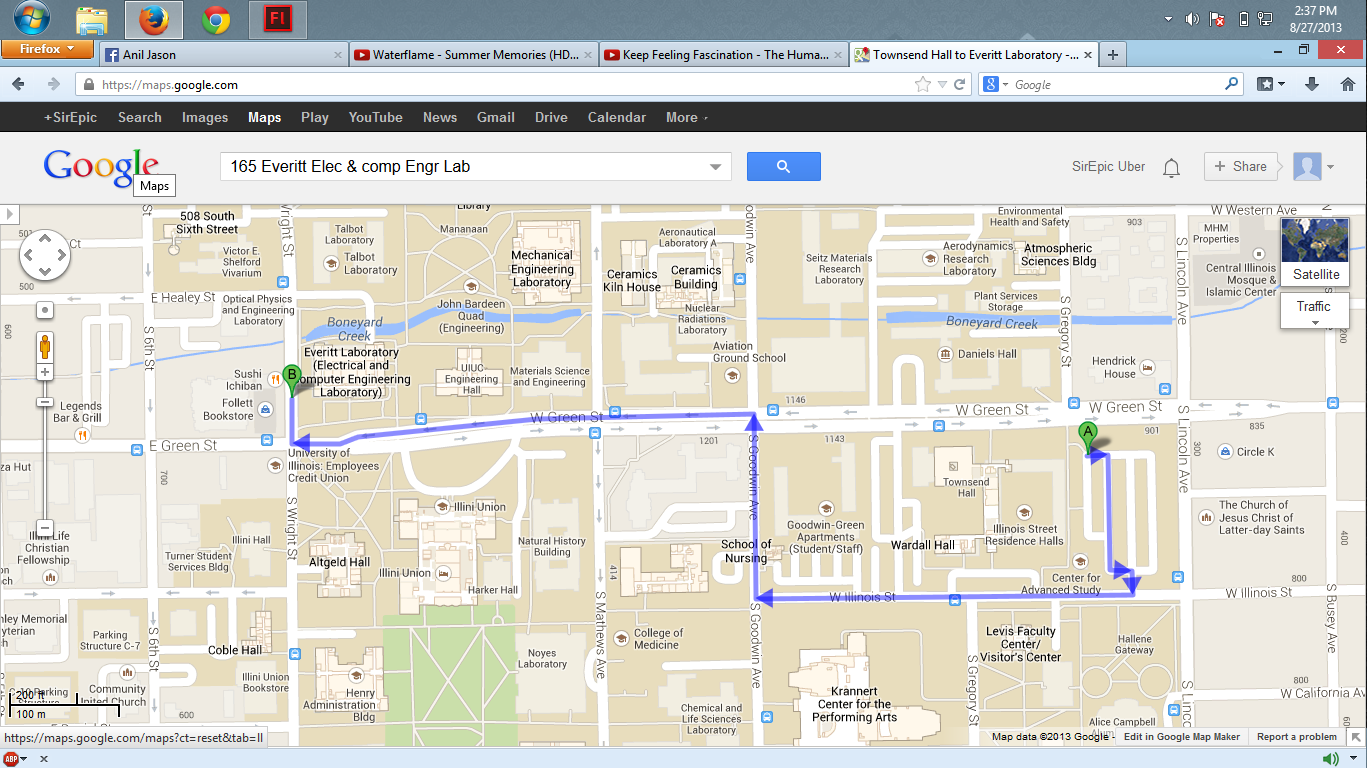 2:37 PM
8/27/2013
Firefox
Anil Jason
Waterflame - Summer Memories (HD...
Keep Feeling Fascination - The Huma...
Townsend Hall to Everitt Laboratory -...
https://maps.google.com
Google
+SirEpic Search Images Maps Play YouTube News Gmail Drive Calendar More
Google
165 Everitt Elec & comp Engr Lab
SirEpic Uber
+ Share
Maps
Satellite
Traffic
508 South
Sixth Street
Victor E.
Shelford
Vivarium
Talbot
Laboratory
Talbot
Laboratory
Library
Mananaan...
Mechanical
Engineering
Laboratory
Ceramics
Kiln House
Aeronautical
Laboratory A
Ceramics
Building
Nuclear
Radiations
Laboratory
Seitz Materials
Research
Laboratory
Environmental
Health and Safety
Aerodynamics
Research
Laboratory
Atmospheric
Sciences Bldg
903
W Western Ave
MHM
Properties
Central Illinois
Mosque &
Islamic Center
Plant Services
Storage
500
E Healey St
Optical Physics
and Engineering
Laboratory
Boneyard
Creek
John Bardeen
Quad
(Engineering)
Boneyard Creek
Everitt Laboratory
(Electrical and
Computer Engineering
Laboratory)
B
Sushi
Ichiban
Follett
Bookstore
Legends
Bar & Grill
UIUC
Engineering
Hall
Materials Science
and Engineering
Aviation
Ground School
Daniels Hall
Hendrick
House
1146
W Green St
W Green St
W Green St
E Green St
1201
1143
901
835
300
A
Circle K
University of
Illinois: Employees
Credit Union
700
600
Illini Union
Townsend
Hall
Goodwin-Green
Apartments
(Student/Staff)
Illinois Street
Residence Halls
The Church of
Jesus Christ of
Latter-day Saints
School of
Nursing
Wardall Hall
Illini Hall
Turner Student
Services Bldg
Altgeld Hall
Illini Union
Natural History
Building
Harker Hall
414
400
Illini Life
Christian
Fellowship
Center for
Advanced Study
W Illinois St
800
W Illinois St
Parking
Structure C-7
Coble Hall
Illini Union
Bookstore
Henry
Administration
Bldg
Noyes
Laboratory
College of
Medicine
Chemical and
Life Sciences
Laboratory
Krannert
Center for the
Performing Arts
Levis Faculty
Center/
Visitor's Center
Hallene
Gateway
Alice Campbell
W California Ave
Community
United Church
600
S 6th St
S 6th St
S Wright St
S Mathews Ave
S Goodwin Ave
S Goodwin Ave
S Gregory St
S Gregory St
S Lincoln Ave
S Lincoln Ave
S Busey Ave
200 ft
100 m
Map data ©2013 Google - Edit in Google Map Maker Report a problem
https://maps.google.com/maps?ct=reset&tab=ll
ABP